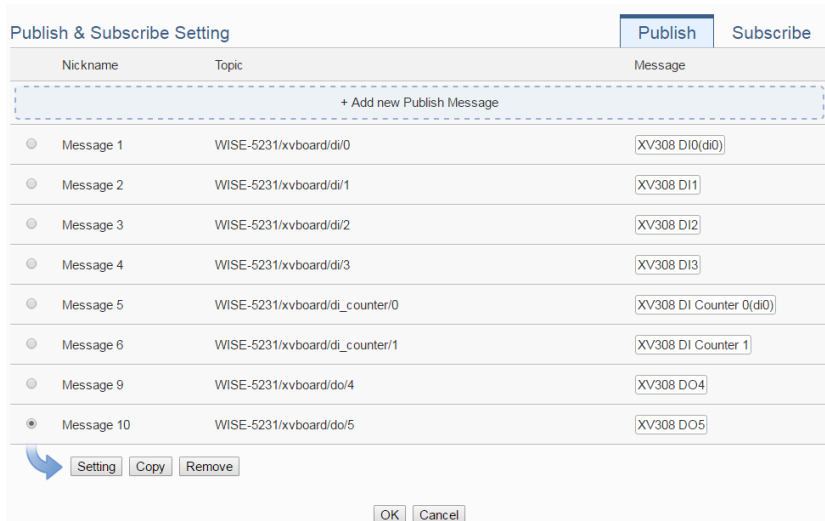 Publish & Subscribe Setting Publish Subscribe
Nickname Topic Message
+ Add new Publish Message
Message 1 WISE-5231/xvboard/di/0 XV308 DI0(di0)
Message 2 WISE-5231/xvboard/di/1 XV308 DI1
Message 3 WISE-5231/xvboard/di/2 XV308 DI2
Message 4 WISE-5231/xvboard/di/3 XV308 DI3
Message 5 WISE-5231/xvboard/di_counter/0 XV308 DI Counter 0(di0)
Message 6 WISE-5231/xvboard/di_counter/1 XV308 DI Counter 1
Message 9 WISE-5231/xvboard/do/4 XV308 DO4
Message 10 WISE-5231/xvboard/do/5 XV308 DO5
Setting Copy Remove
OK Cancel